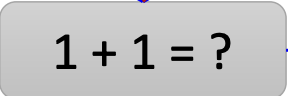 1 + 1 = ?